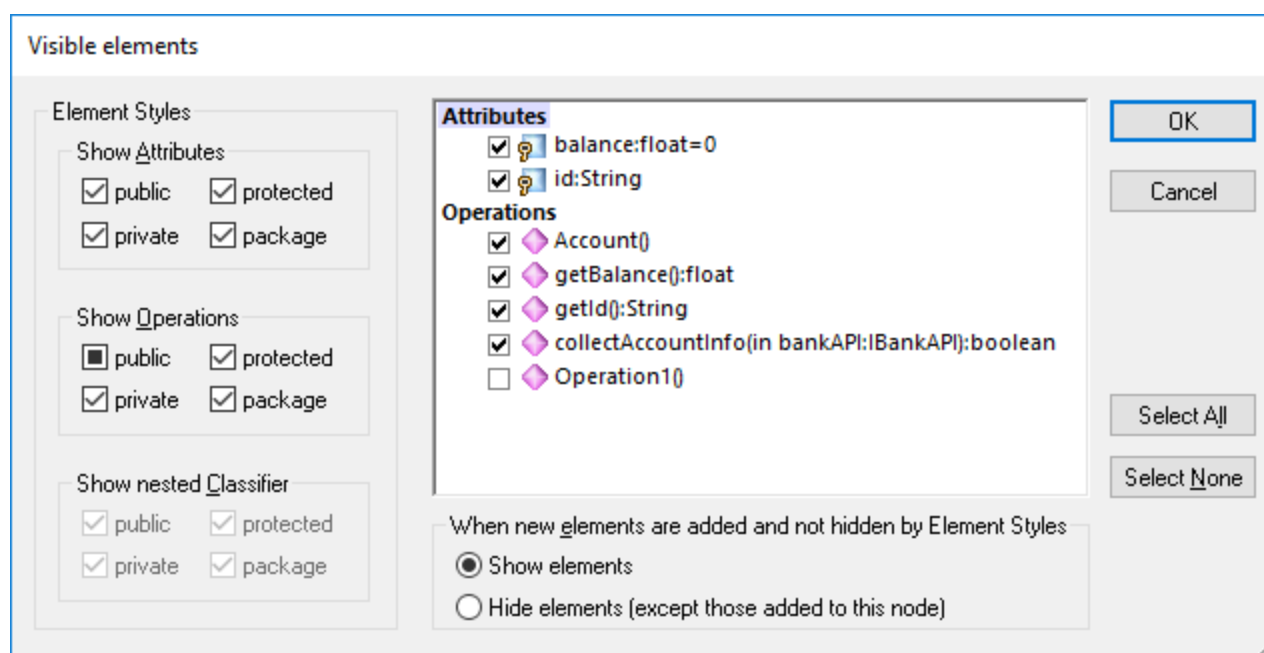 Visible elements
Element Styles
Show Attributes
public protected
private package
Show Operations
public protected
private package
Show nested Classifier
public protected
private package
Attributes
balance:float=0
id:String
Operations
Account()
getBalance():float
getId():String
collectAccountInfo(in bankAPI:IBankAPI):boolean
Operation1()
When new elements are added and not hidden by Element Styles
Show elements
Hide elements (except those added to this node)
OK
Cancel
Select All
Select None